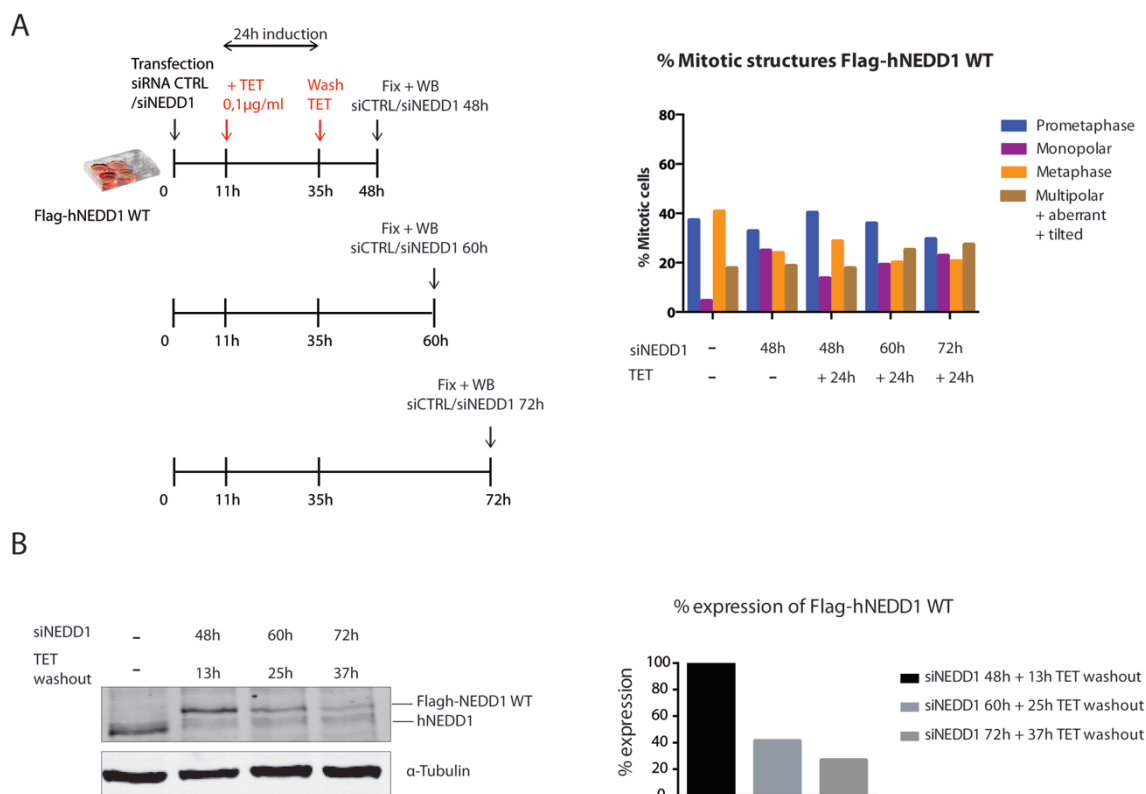 A
24h induction
Transfection
siRNA CTRL
/siNEDD1
+ TET
0,1µg/ml
Wash
TET
Fix + WB
siCTRL/siNEDD1 48h
0
11h
35h
48h
Flag-hNEDD1 WT
Fix + WB
siCTRL/siNEDD1 60h
0
11h
35h
60h
Fix + WB
siCTRL/siNEDD1 72h
0
11h
35h
72h
% Mitotic structures Flag-hNEDD1 WT
% Mitotic cells
80
60
40
20
0
Prometaphase
Monopolar
Metaphase
Multipolar
+ aberrant
+ tilted
siNEDD1 – 48h 48h 60h 72h
TET – – + 24h + 24h + 24h
B
siNEDD1 – 48h 60h 72h
TET
washout – 13h 25h 37h
Flagh-NEDD1 WT
hNEDD1
α-Tubulin
% expression of Flag-hNEDD1 WT
% expression
100
80
60
40
20
0
siNEDD1 48h + 13h TET washout
siNEDD1 60h + 25h TET washout
siNEDD1 72h + 37h TET washout